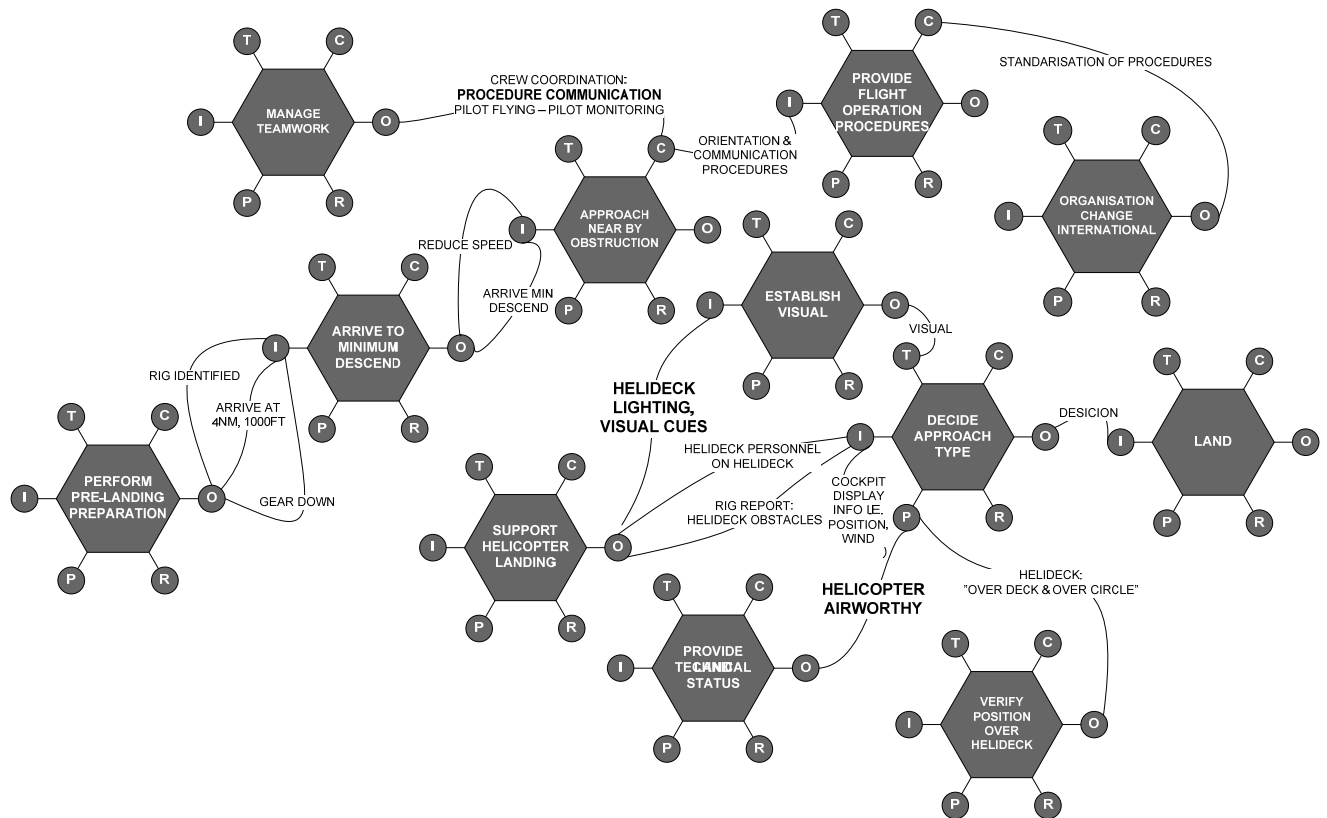 T
C
MANAGE
TEAMWORK
I
O
P
R
CREW COORDINATION:
PROCEDURE COMMUNICATION
PILOT FLYING – PILOT MONITORING
T
C
PROVIDE
FLIGHT
OPERATION
PROCEDURES
I
O
P
R
STANDARISATION OF PROCEDURES
ORIENTATION &
COMMUNICATION
PROCEDURES
T
C
APPROACH
NEAR BY
OBSTRUCTION
I
O
P
R
T
C
ORGANISATION
CHANGE
INTERNATIONAL
I
O
P
R
REDUCE SPEED
ARRIVE MIN
DESCEND
T
C
ARRIVE TO
MINIMUM
DESCEND
I
O
P
R
T
C
ESTABLISH
VISUAL
I
O
P
R
VISUAL
RIG IDENTIFIED
ARRIVE AT
4NM, 1000FT
GEAR DOWN
T
C
PERFORM
PRE-LANDING
PREPARATION
I
O
P
R
HELIDECK
LIGHTING,
VISUAL CUES
T
C
DECIDE
APPROACH
TYPE
I
O
P
R
DESICION
T
C
LAND
I
O
P
R
HELIDECK PERSONNEL
ON HELIDECK
RIG REPORT:
HELIDECK OBSTACLES
COCKPIT
DISPLAY
INFO I.E.
POSITION,
WIND
)
T
C
SUPPORT
HELICOPTER
LANDING
I
O
P
R
HELICOPTER
AIRWORTHY
HELIDECK:
"OVER DECK & OVER CIRCLE"
T
C
PROVIDE
TECHNICAL
STATUS
I
O
P
R
T
C
VERIFY
POSITION
OVER
HELIDECK
I
O
P
R